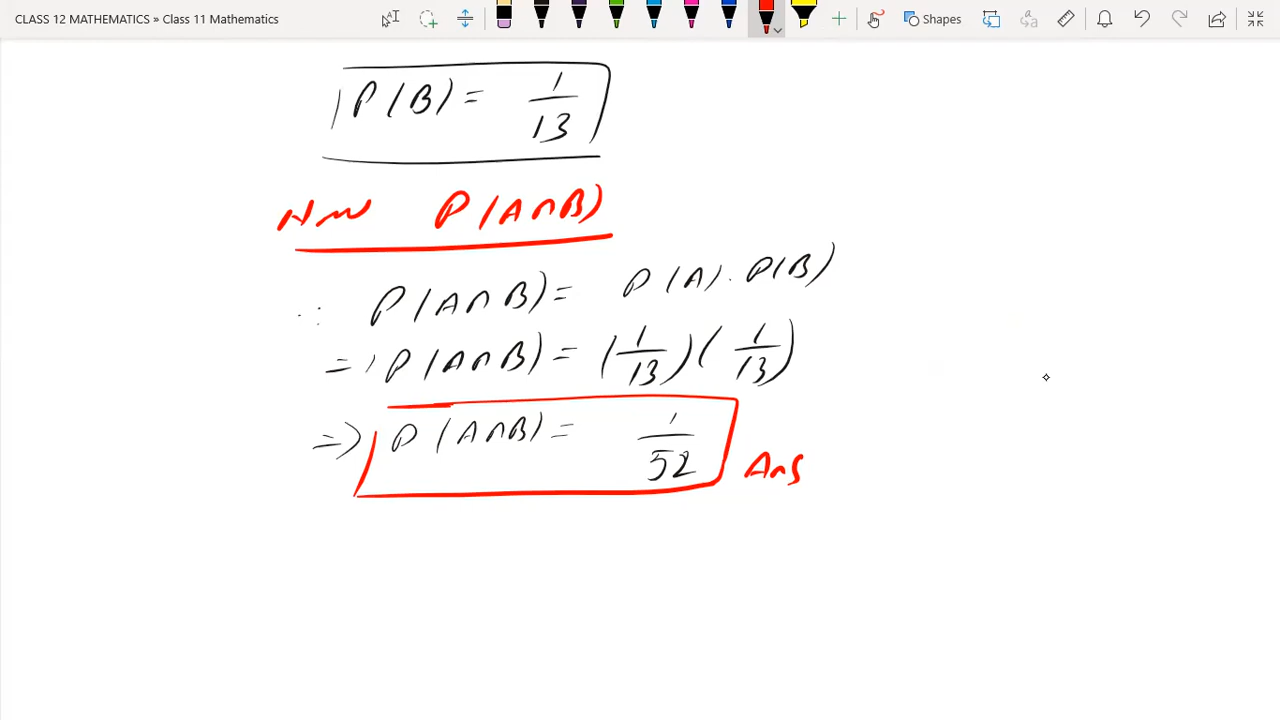 CLASS 12 MATHEMATICS » Class 11 Mathematics
Shapes
P(B) = 1/13
Now P(A∩B)
∴ P(A∩B) = P(A). P(B)
=) P(A∩B) = (1/13)(1/13)
=) P(A∩B) = 1/52 Ans